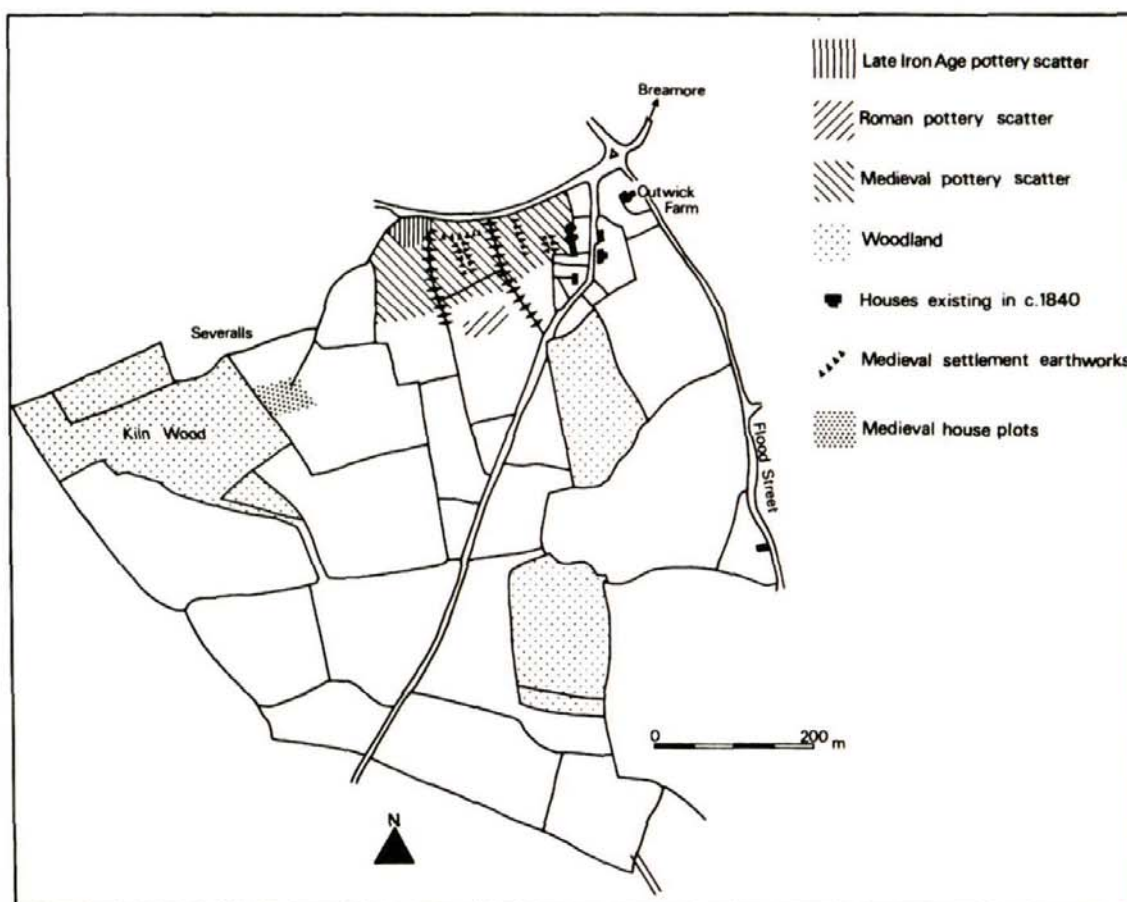 Late Iron Age pottery scatter
Roman pottery scatter
Medieval pottery scatter
Woodland
Houses existing in c.1840
Medieval settlement earthworks
Medieval house plots
Breamore
Outwick
Farm
Severalls
Kiln Wood
Flood Street
0 200 m
N